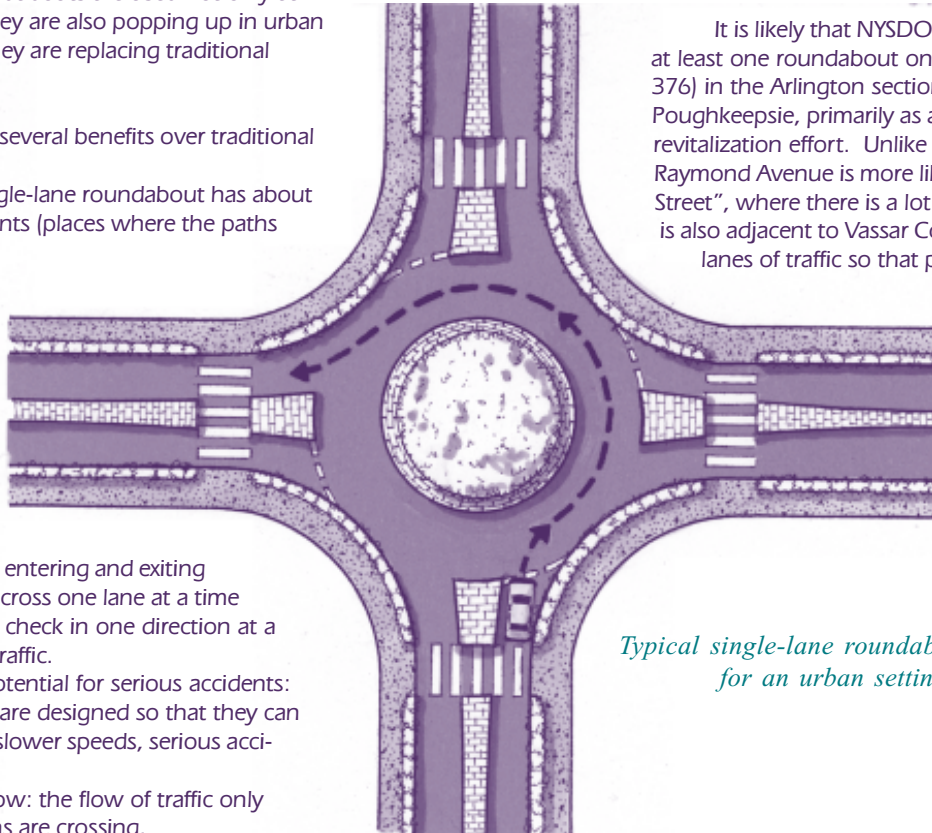 ey are also popping up in urban
ey are replacing traditional
several benefits over traditional
gle-lane roundabout has about
nts (places where the paths
entering and exiting
cross one lane at a time
check in one direction at a
raffic.
otential for serious accidents:
are designed so that they can
slower speeds, serious acci-
ow: the flow of traffic only
ns are crossing.
It is likely that NYSDO
at least one roundabout on
376) in the Arlington section
Poughkeepsie, primarily as a
revitalization effort. Unlike
Raymond Avenue is more lik
Street", where there is a lot
is also adjacent to Vassar Co
lanes of traffic so that p
Typical single-lane roundab
for an urban settin